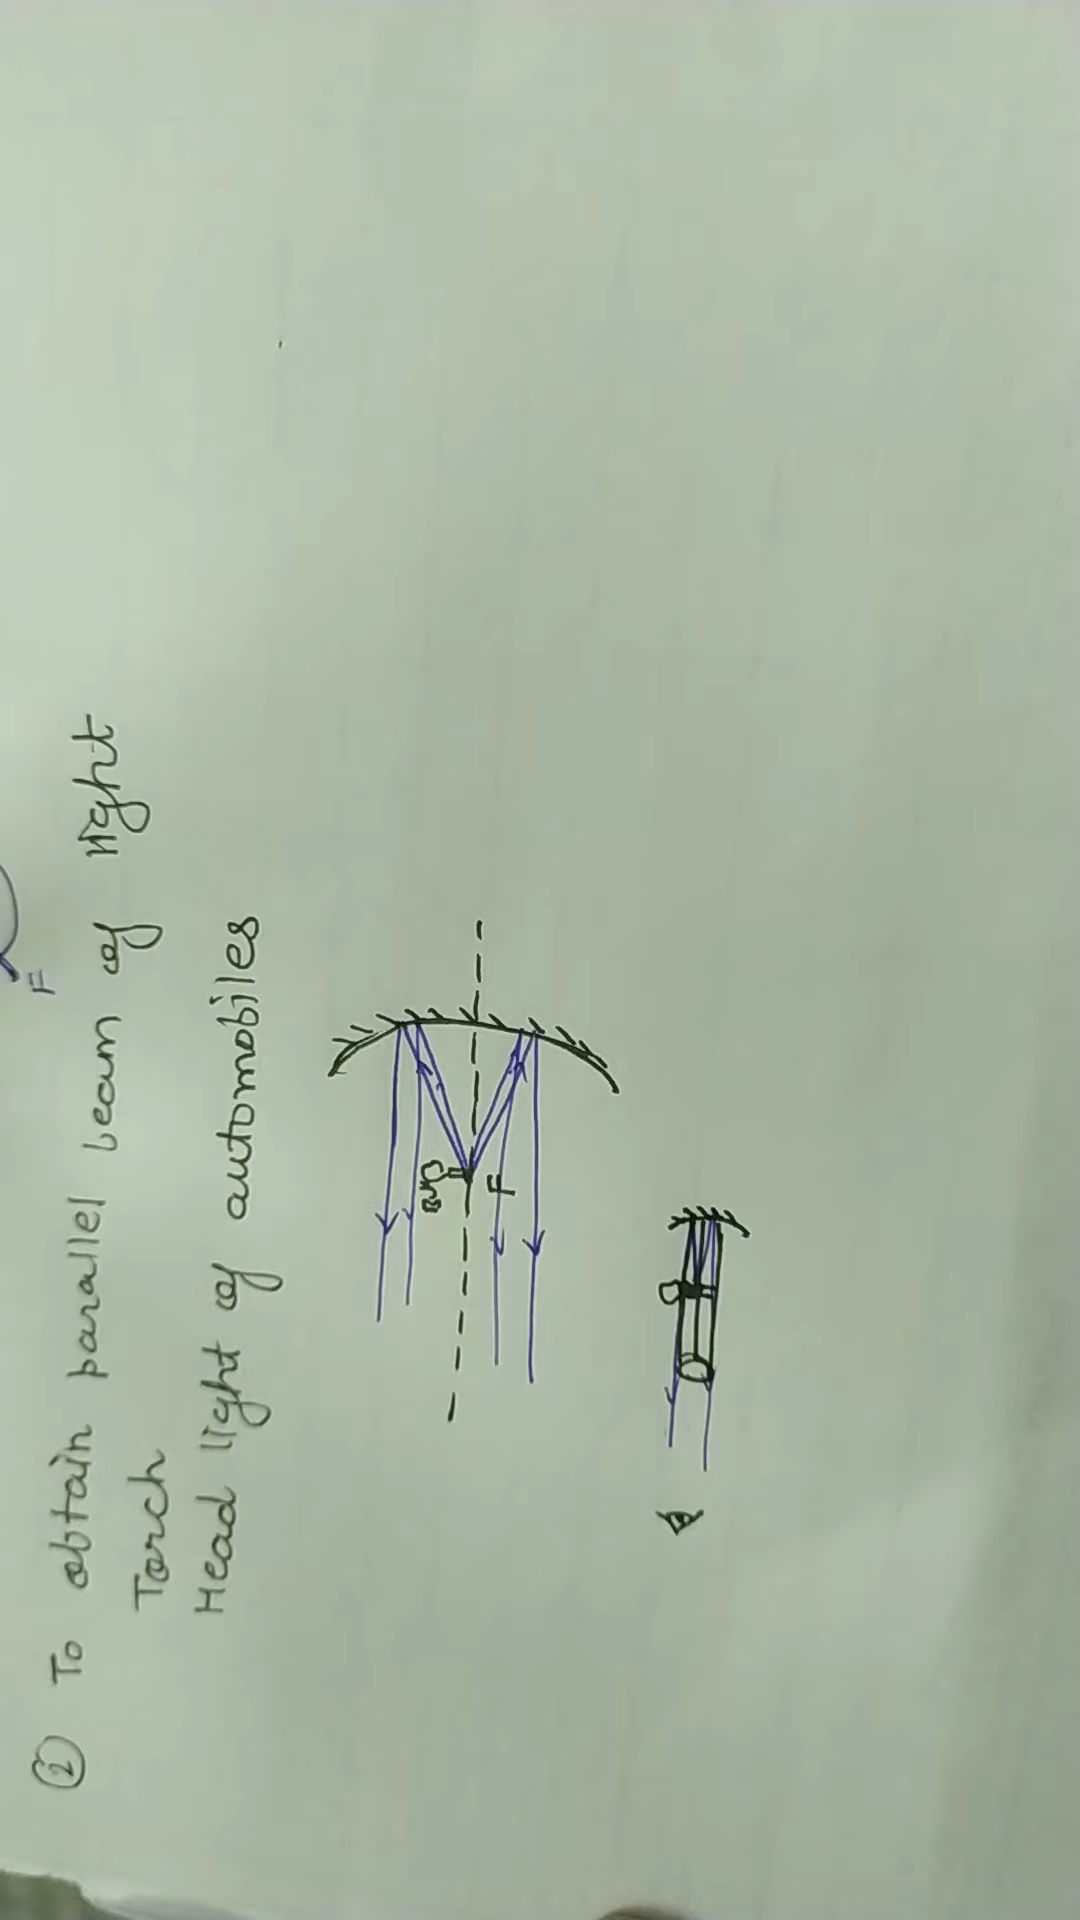 F
② To obtain parallel beam of light
Torch
Head light of automobiles
F